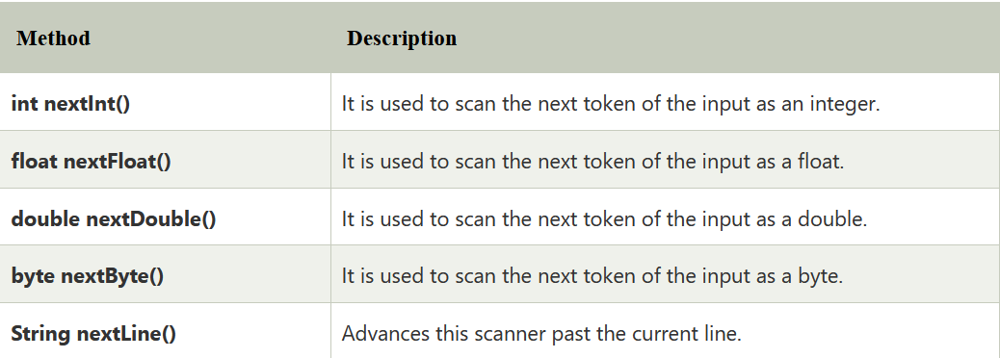 Method Description
int nextInt() It is used to scan the next token of the input as an integer.
float nextFloat() It is used to scan the next token of the input as a float.
double nextDouble() It is used to scan the next token of the input as a double.
byte nextByte() It is used to scan the next token of the input as a byte.
String nextLine() Advances this scanner past the current line.